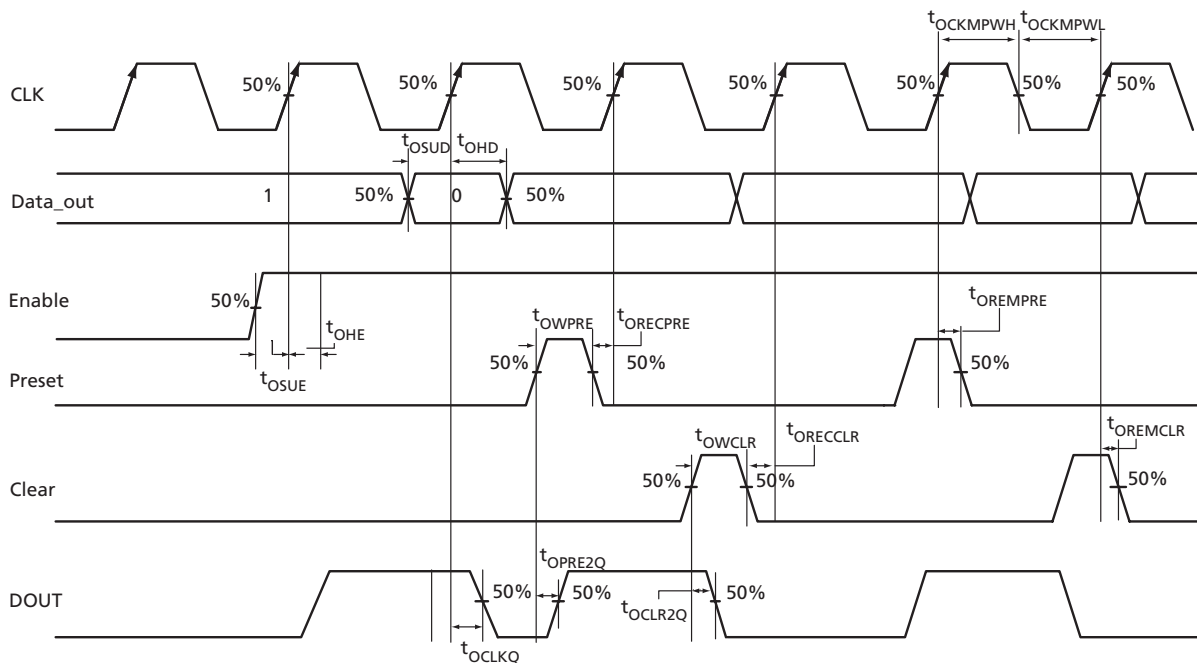 tOCKMPWH tOCKMPWL
CLK 50% 50% 50% 50% 50% 50% 50%
tOSUD tOHD
Data_out 1 50% 0 50%
Enable 50% tOREMPRE
tOHE tOWPRE tORECPRE
Preset tOSUE 50% 50% 50%
tOWCLR tORECCLR tOREMCLR
Clear 50% 50% 50%
tOPRE2Q
DOUT 50% 50% tOCLR2Q 50%
tOCLKQ